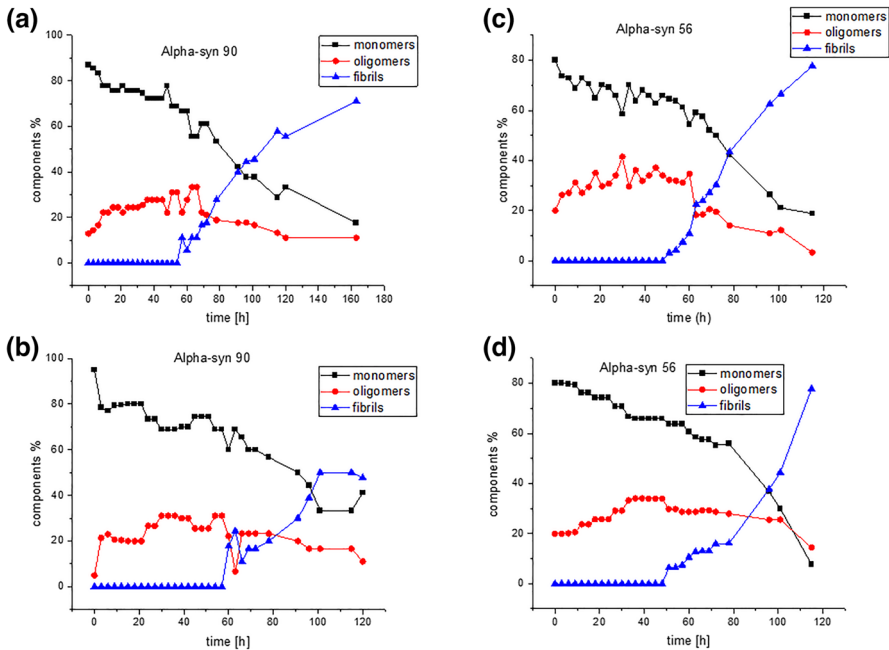 (a)
Alpha-syn 90
monomers
oligomers
fibrils
components %
100
80
60
40
20
0
0 20 40 60 80 100 120 140 160 180
time [h]
(c)
Alpha-syn 56
monomers
oligomers
fibrils
components %
80
60
40
20
0
0 20 40 60 80 100 120 140
time (h)
(b)
Alpha-syn 90
monomers
oligomers
fibrils
components %
100
80
60
40
20
0
0 20 40 60 80 100 120 140
time [h]
(d)
Alpha-syn 56
monomers
oligomers
fibrils
components %
80
60
40
20
0
0 20 40 60 80 100 120 140
time [h]